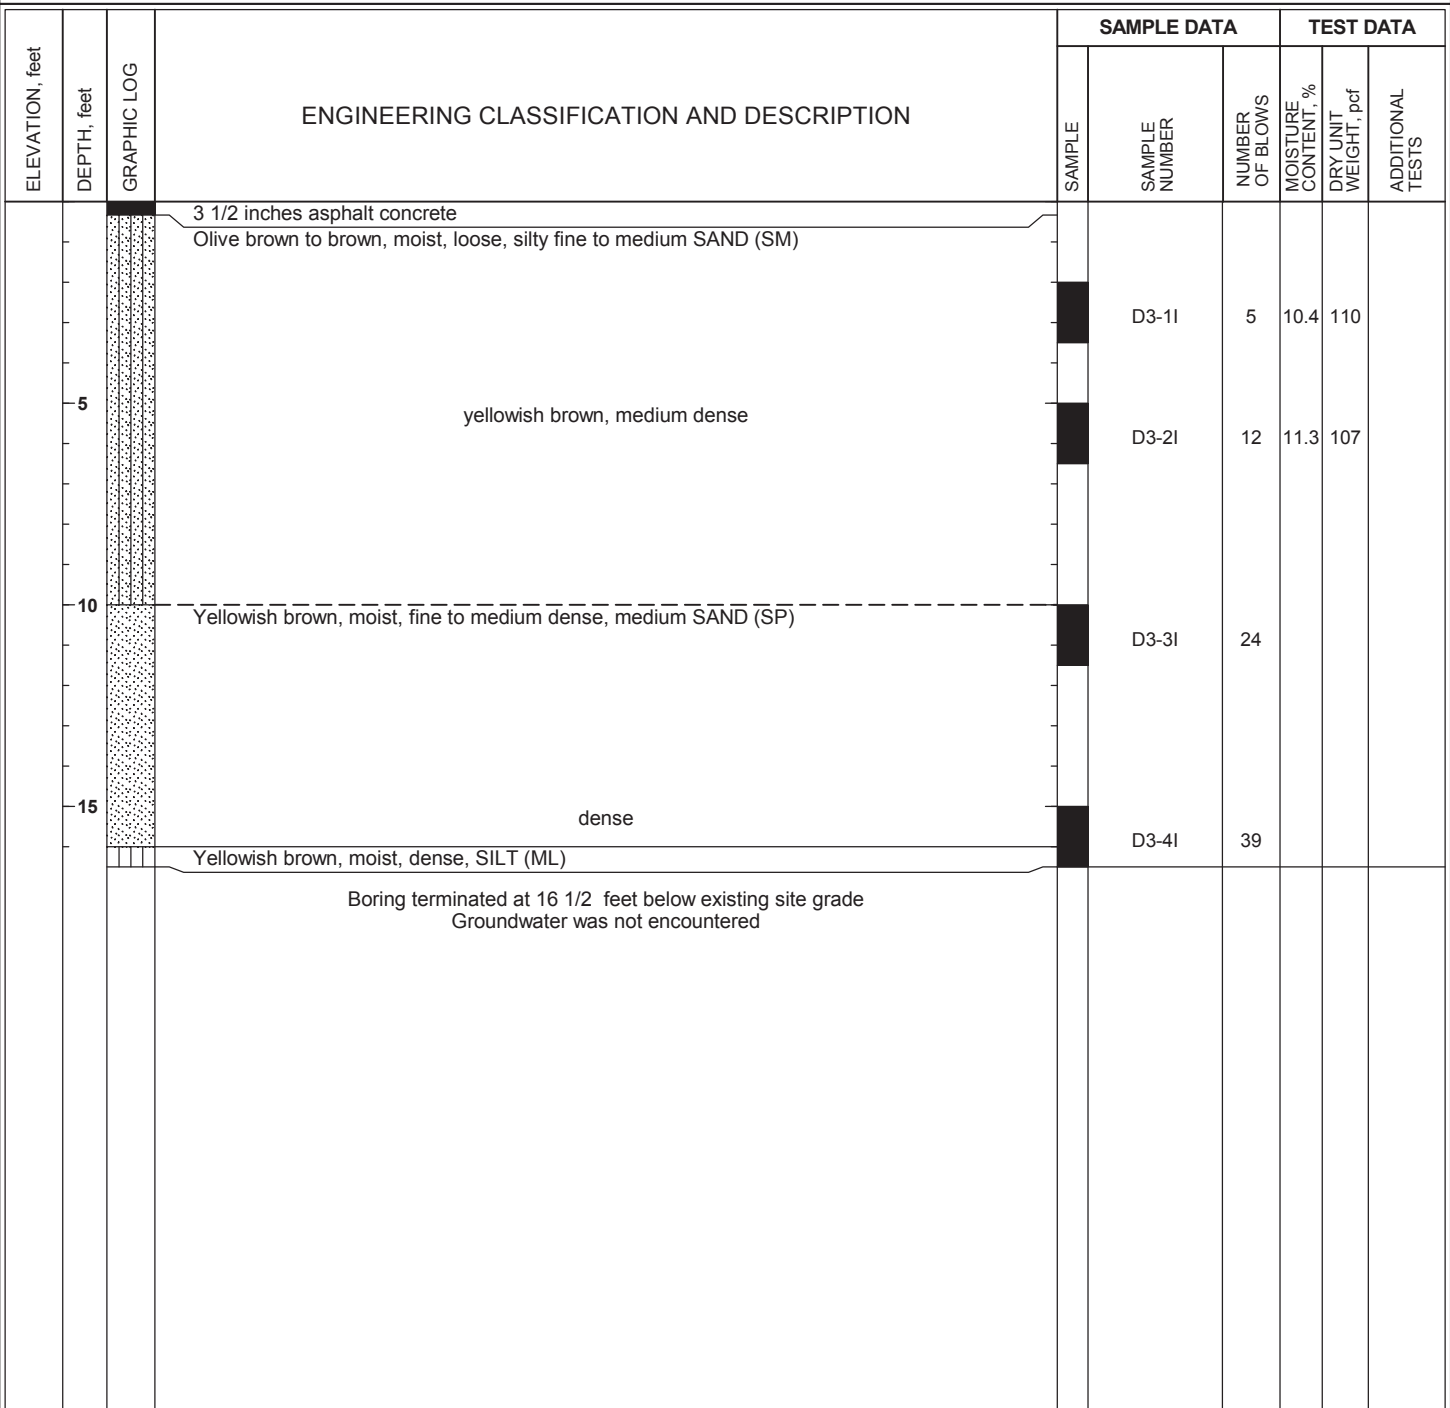 SAMPLE DATA
TEST DATA
ELEVATION, feet
DEPTH, feet
GRAPHIC LOG
ENGINEERING CLASSIFICATION AND DESCRIPTION
SAMPLE
SAMPLE
NUMBER
NUMBER
OF BLOWS
MOISTURE
CONTENT, %
DRY UNIT
WEIGHT, pcf
ADDITIONAL
TESTS
3 1/2 inches asphalt concrete
Olive brown to brown, moist, loose, silty fine to medium SAND (SM)
D3-1I 5 10.4 110
5
yellowish brown, medium dense
D3-2I 12 11.3 107
10
Yellowish brown, moist, fine to medium dense, medium SAND (SP)
D3-3I 24
15
dense
D3-4I 39
Yellowish brown, moist, dense, SILT (ML)
Boring terminated at 16 1/2 feet below existing site grade
Groundwater was not encountered